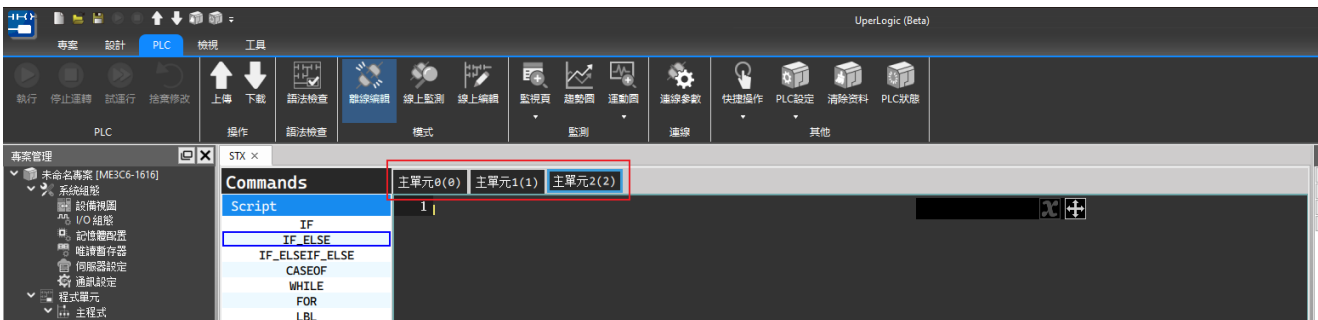 UperLogic (Beta)
專案 設計 PLC 檢視 工具
執行 停止運轉 試運行 捨棄修改 上傳 下載 語法檢查 離線編輯 線上監測 線上編輯 監視頁 趨勢圖 運動圖 連線參數 快捷操作 PLC設定 清除資料 PLC狀態
PLC 操作 語法檢查 模式 監測 連線 其他
專案管理 STX ×
未命名專案 [ME3C6-1616]
系統組態
設備視圖
I/O 組態
記憶體配置
唯讀暫存器
伺服器設定
通訊設定
程式單元
主程式
Commands
Script
IF
IF_ELSE
IF_ELSEIF_ELSE
CASEOF
WHILE
FOR
LBL
主單元0(0) 主單元1(1) 主單元2(2)
1